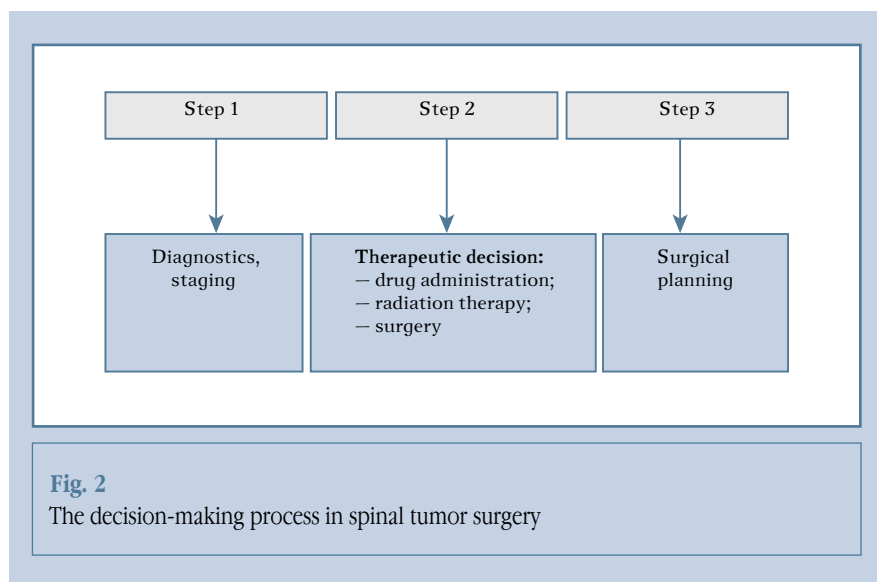 Step 1
Step 2
Step 3
Diagnostics,
staging
Therapeutic decision:
— drug administration;
— radiation therapy;
— surgery
Surgical
planning
Fig. 2
The decision-making process in spinal tumor surgery